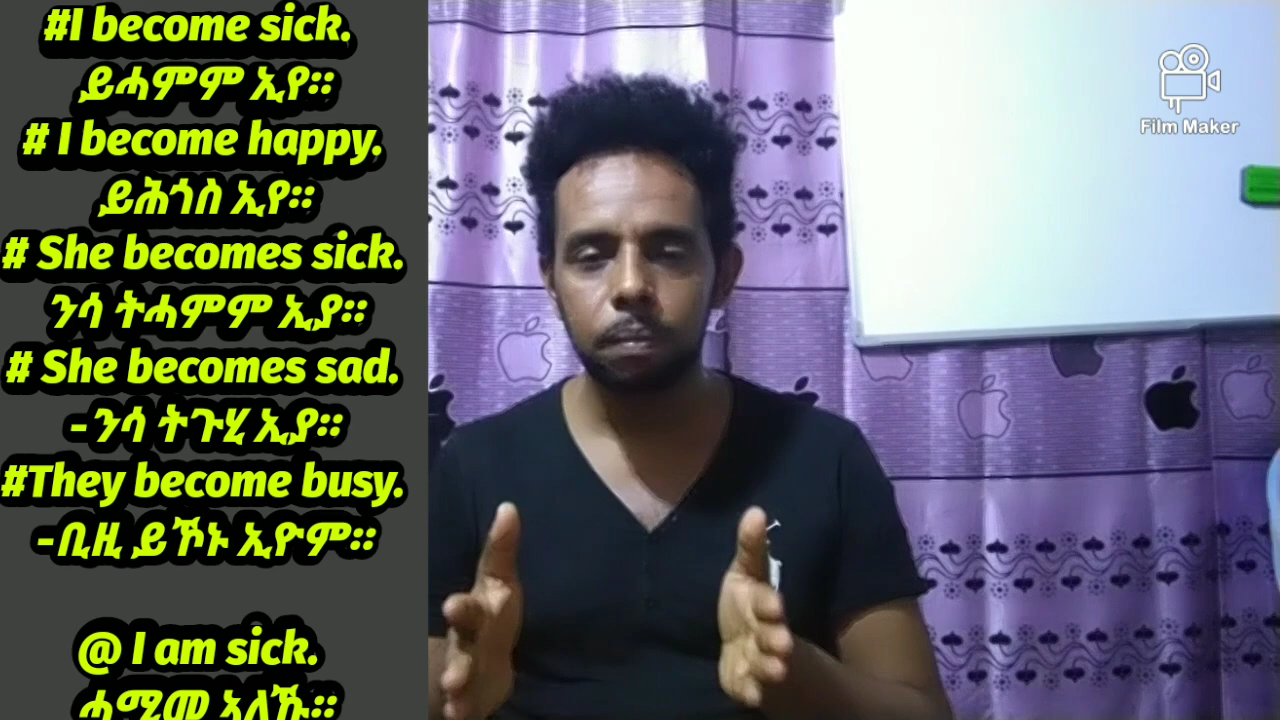 #I become sick.
ይሓምም ኢየ።
# I become happy.
ይሕጎስ ኢየ።
# She becomes sick.
ንሳ ትሓምም ኢያ።
# She becomes sad.
-ንሳ ትጉሂ ኢያ።
#They become busy.
-ቢዚ ይኾኑ ኢዮም።
@ I am sick.
ሓሚመ ኣለኹ።
Film Maker